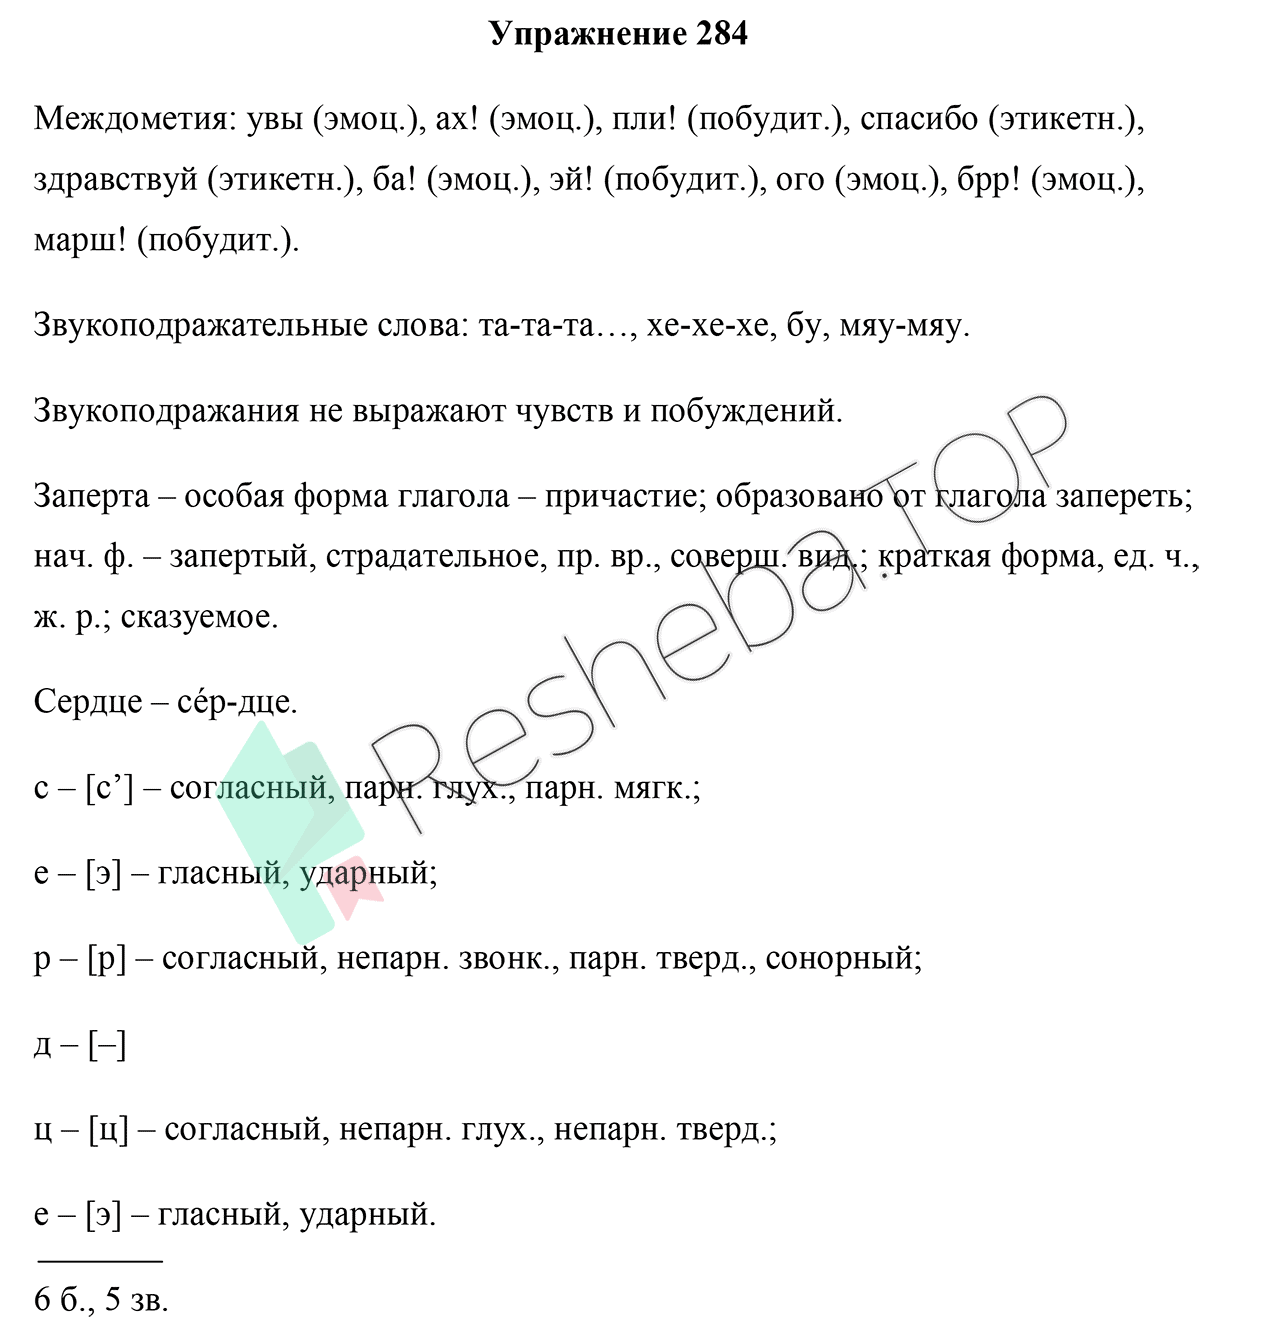 Упражнение 284
Междометия: увы (эмоц.), ах! (эмоц.), пли! (побудит.), спасибо (этикетн.),
здравствуй (этикетн.), ба! (эмоц.), эй! (побудит.), ого (эмоц.), брр! (эмоц.),
марш! (побудит.).
Звукоподражательные слова: та-та-та…, хе-хе-хе, бу, мяу-мяу.
Звукоподражания не выражают чувств и побуждений.
Заперта – особая форма глагола – причастие; образовано от глагола запереть;
нач. ф. – запертый, страдательное, пр. вр., соверш. вид.; краткая форма, ед. ч.,
ж. р.; сказуемое.
Сердце – се́р-дце.
с – [с’] – согласный, парн. глух., парн. мягк.;
е – [э] – гласный, ударный;
р – [р] – согласный, непарн. звонк., парн. тверд., сонорный;
д – [–]
ц – [ц] – согласный, непарн. глух., непарн. тверд.;
е – [э] – гласный, ударный.
6 б., 5 зв.
Resheba.TOP